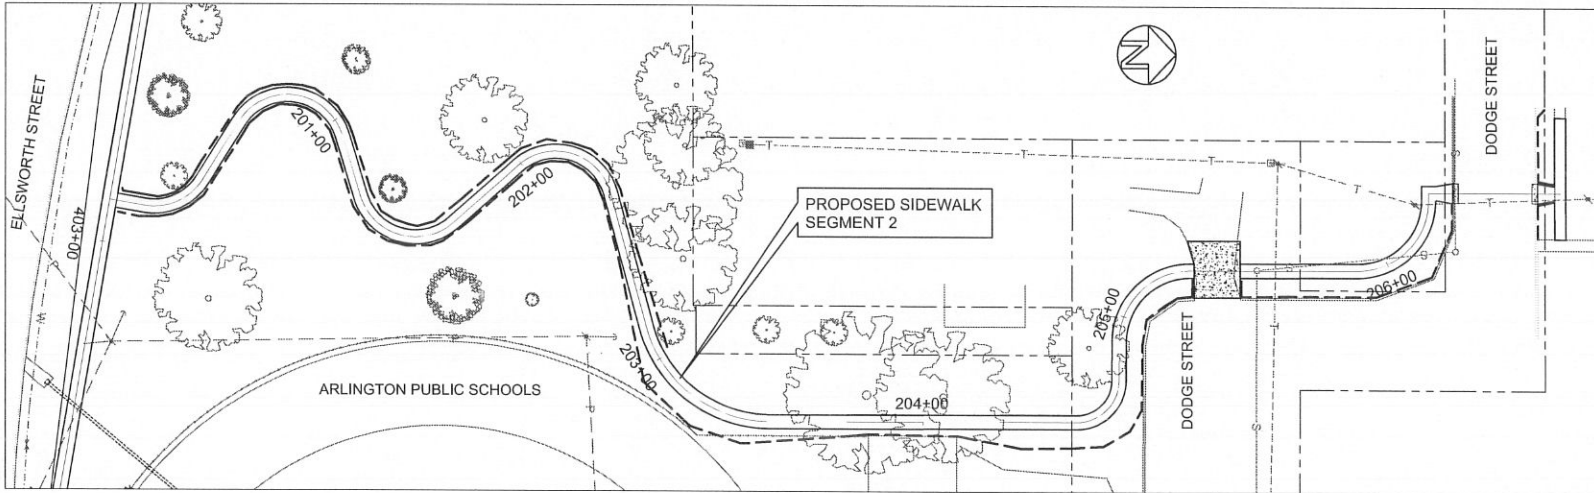 ELLSWORTH STREET
403+00
201+00
202+00
PROPOSED SIDEWALK
SEGMENT 2
203+00
ARLINGTON PUBLIC SCHOOLS
204+00
205+00
206+00
DODGE STREET
DODGE STREET
N
T
T
T
T
T
T
S
S
S
W
P
P